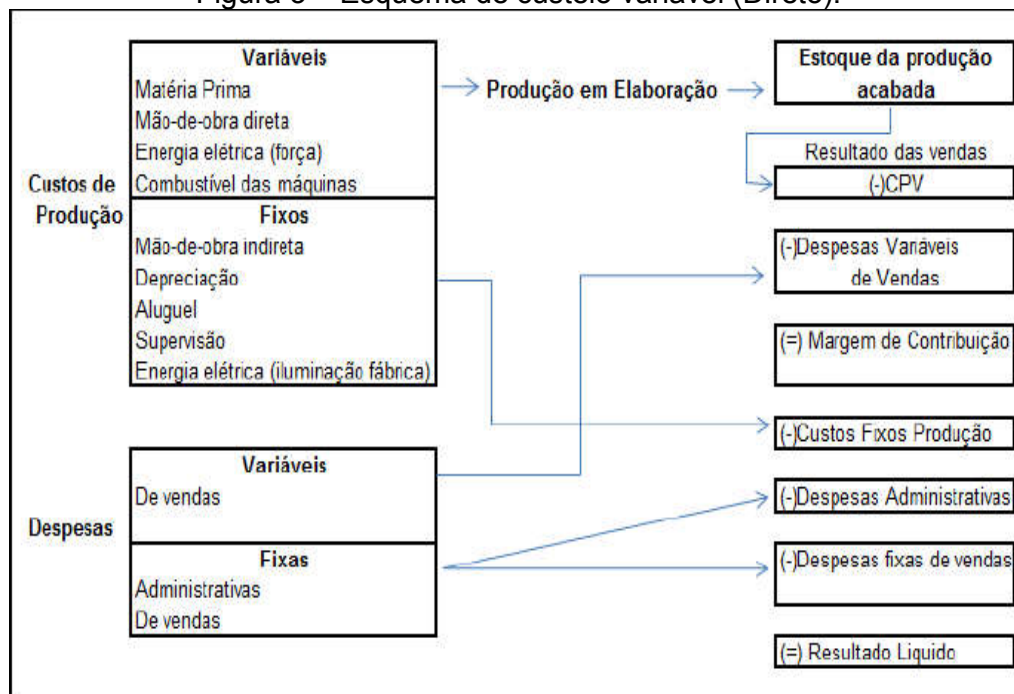 Figura 3 – Esquema de custeio variável (Direto).
Custos de
Produção
Variáveis
Matéria Prima
Mão-de-obra direta
Energia elétrica (força)
Combustível das máquinas
Fixos
Mão-de-obra indireta
Depreciação
Aluguel
Supervisão
Energia elétrica (iluminação fábrica)
Produção em Elaboração
Estoque da produção
acabada
Resultado das vendas
(-)CPV
(-)Despesas Variáveis
de Vendas
(=) Margem de Contribuição
(-)Custos Fixos Produção
(-)Despesas Administrativas
(-)Despesas fixas de vendas
(=) Resultado Liquido
Despesas
Variáveis
De vendas
Fixas
Administrativas
De vendas